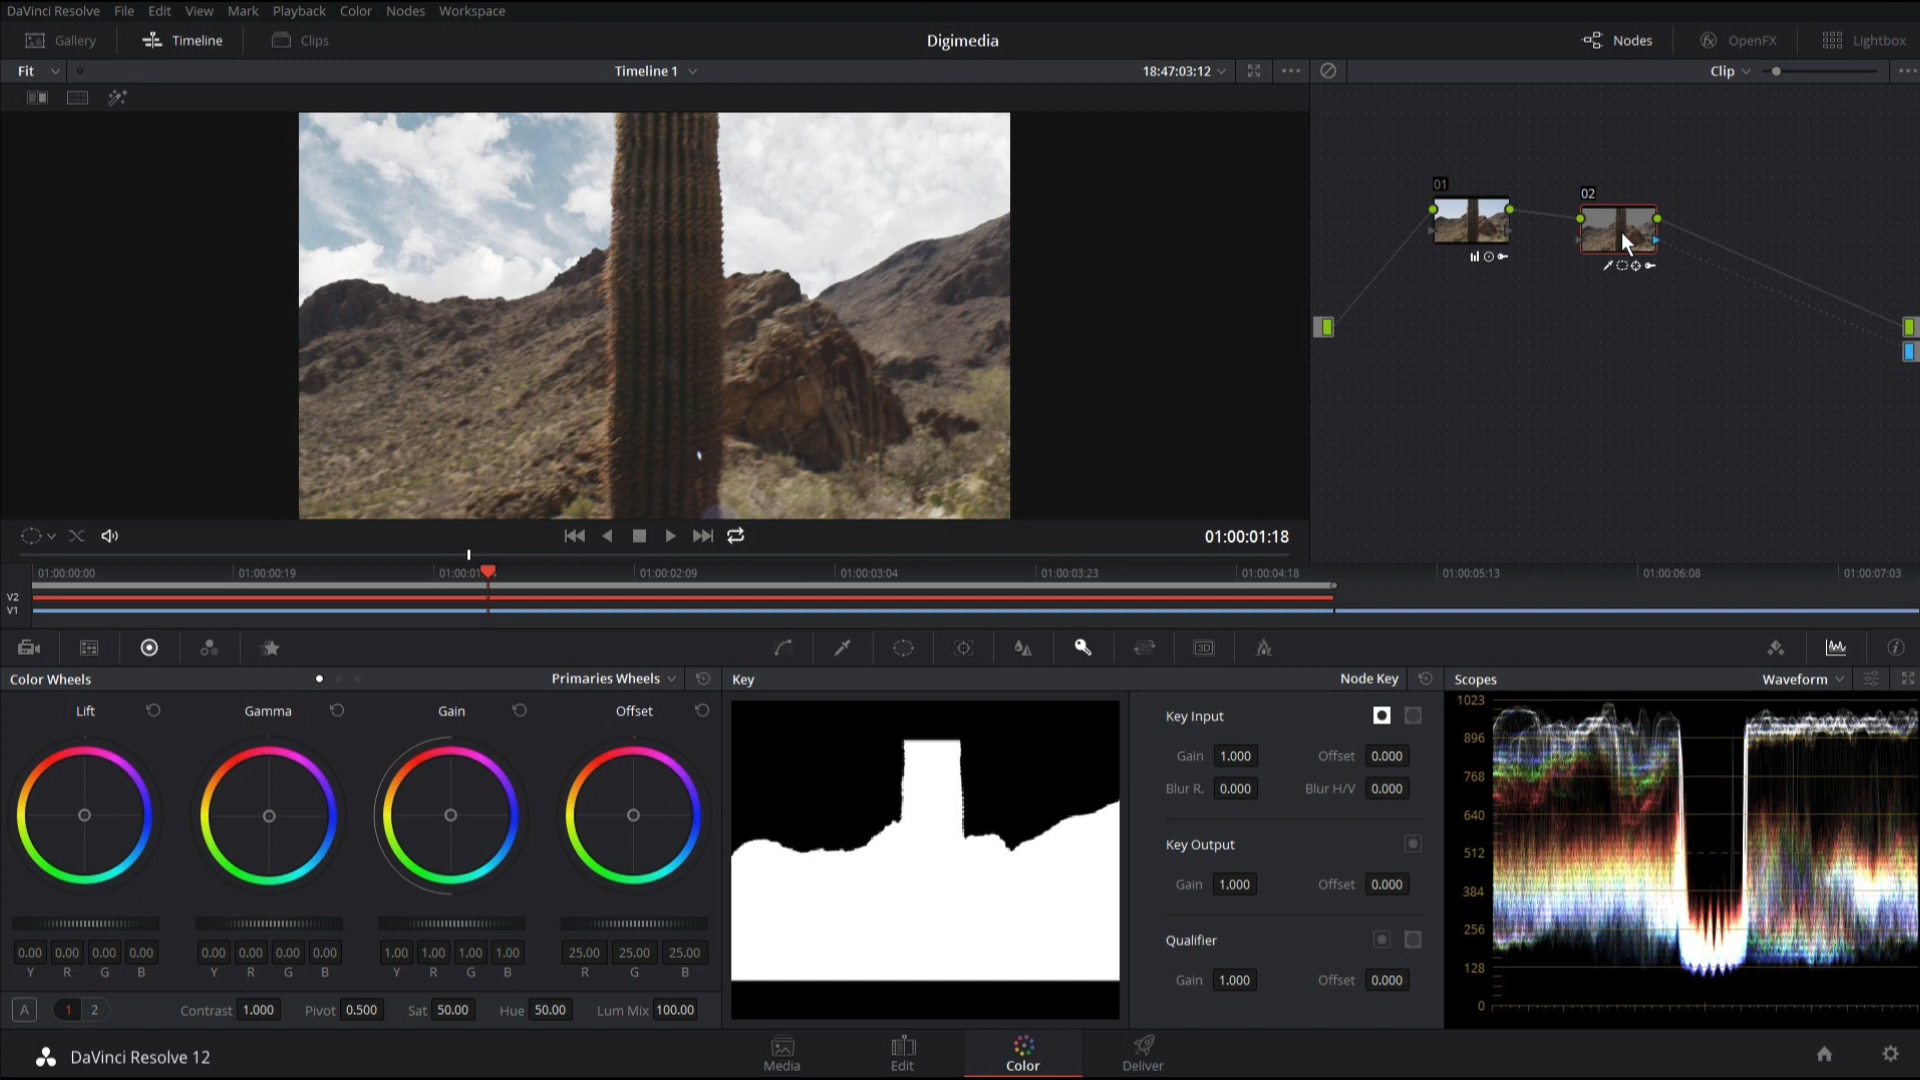 DaVinci Resolve File Edit View Mark Playback Color Nodes Workspace
Gallery Timeline Clips Digimedia Nodes OpenFX Lightbox
Fit Timeline 1 18:47:03:12 Clip
01 02
01:00:01:18
01:00:00:00 01:00:00:19 01:00:02:09 01:00:03:04 01:00:03:23 01:00:04:18 01:00:05:13 01:00:06:08 01:00:07:03
V2
V1
3D
Color Wheels Primaries Wheels Key Node Key Scopes Waveform
Lift Gamma Gain Offset
Key Input
Gain 1.000 Offset 0.000
Blur R. 0.000 Blur H/V 0.000
Key Output
Gain 1.000 Offset 0.000
Qualifier
Gain 1.000 Offset 0.000
1023
896
768
640
512
384
256
128
0
0.00 0.00 0.00 0.00 0.00 0.00 0.00 0.00 1.00 1.00 1.00 1.00 25.00 25.00 25.00
Y R G B Y R G B Y R G B R G B
A 1 2 Contrast 1.000 Pivot 0.500 Sat 50.00 Hue 50.00 Lum Mix 100.00
DaVinci Resolve 12 Media Edit Color Deliver